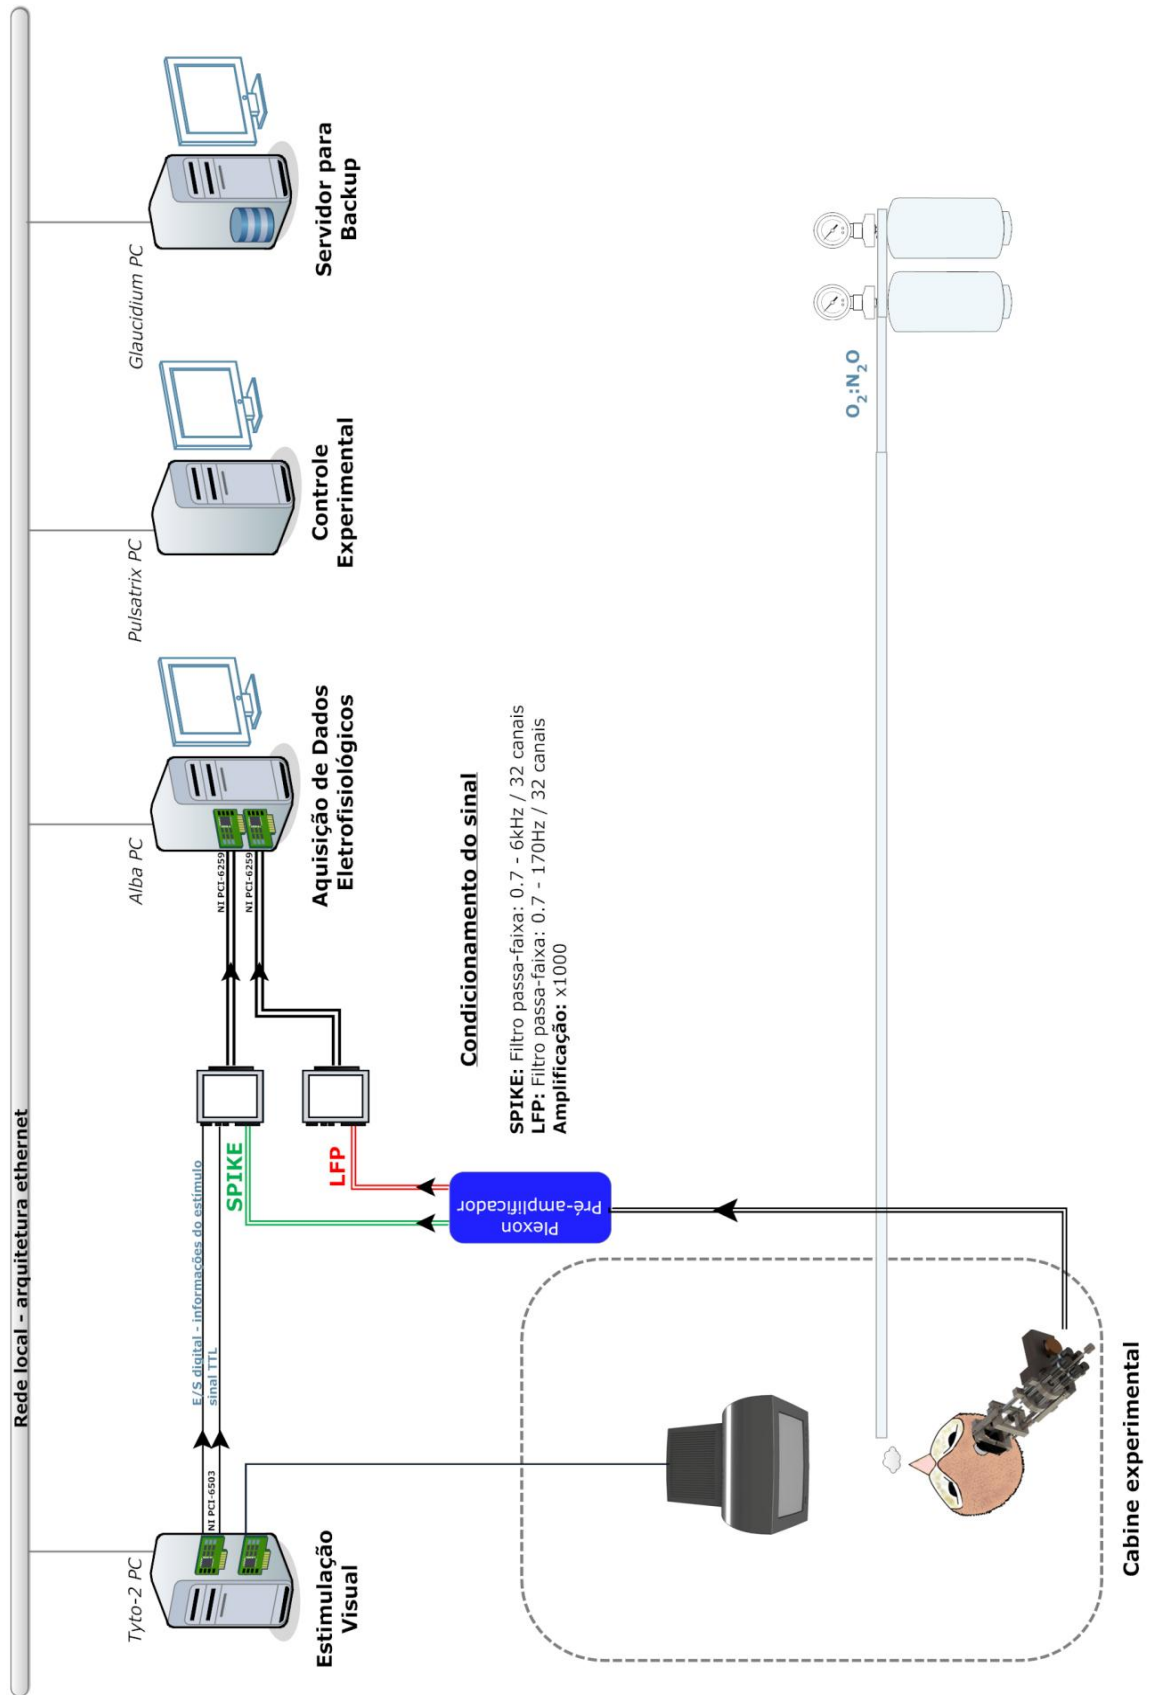 Rede local - arquitetura ethernet
Tyto-2 PC
Alba PC
Pulsatrix PC
Glaucidium PC
NI PCI-6503
E/S digital - informações do estímulo
sinal TTL
SPIKE
LFP
NI PCI-6259
NI PCI-6259
Estimulação
Visual
Aquisição de Dados
Eletrofisiológicos
Controle
Experimental
Servidor para
Backup
Plexon
Pré-amplificador
Condicionamento do sinal
SPIKE: Filtro passa-faixa: 0.7 - 6kHz / 32 canais
LFP: Filtro passa-faixa: 0.7 - 170Hz / 32 canais
Amplificação: x1000
O₂:N₂O
Cabine experimental